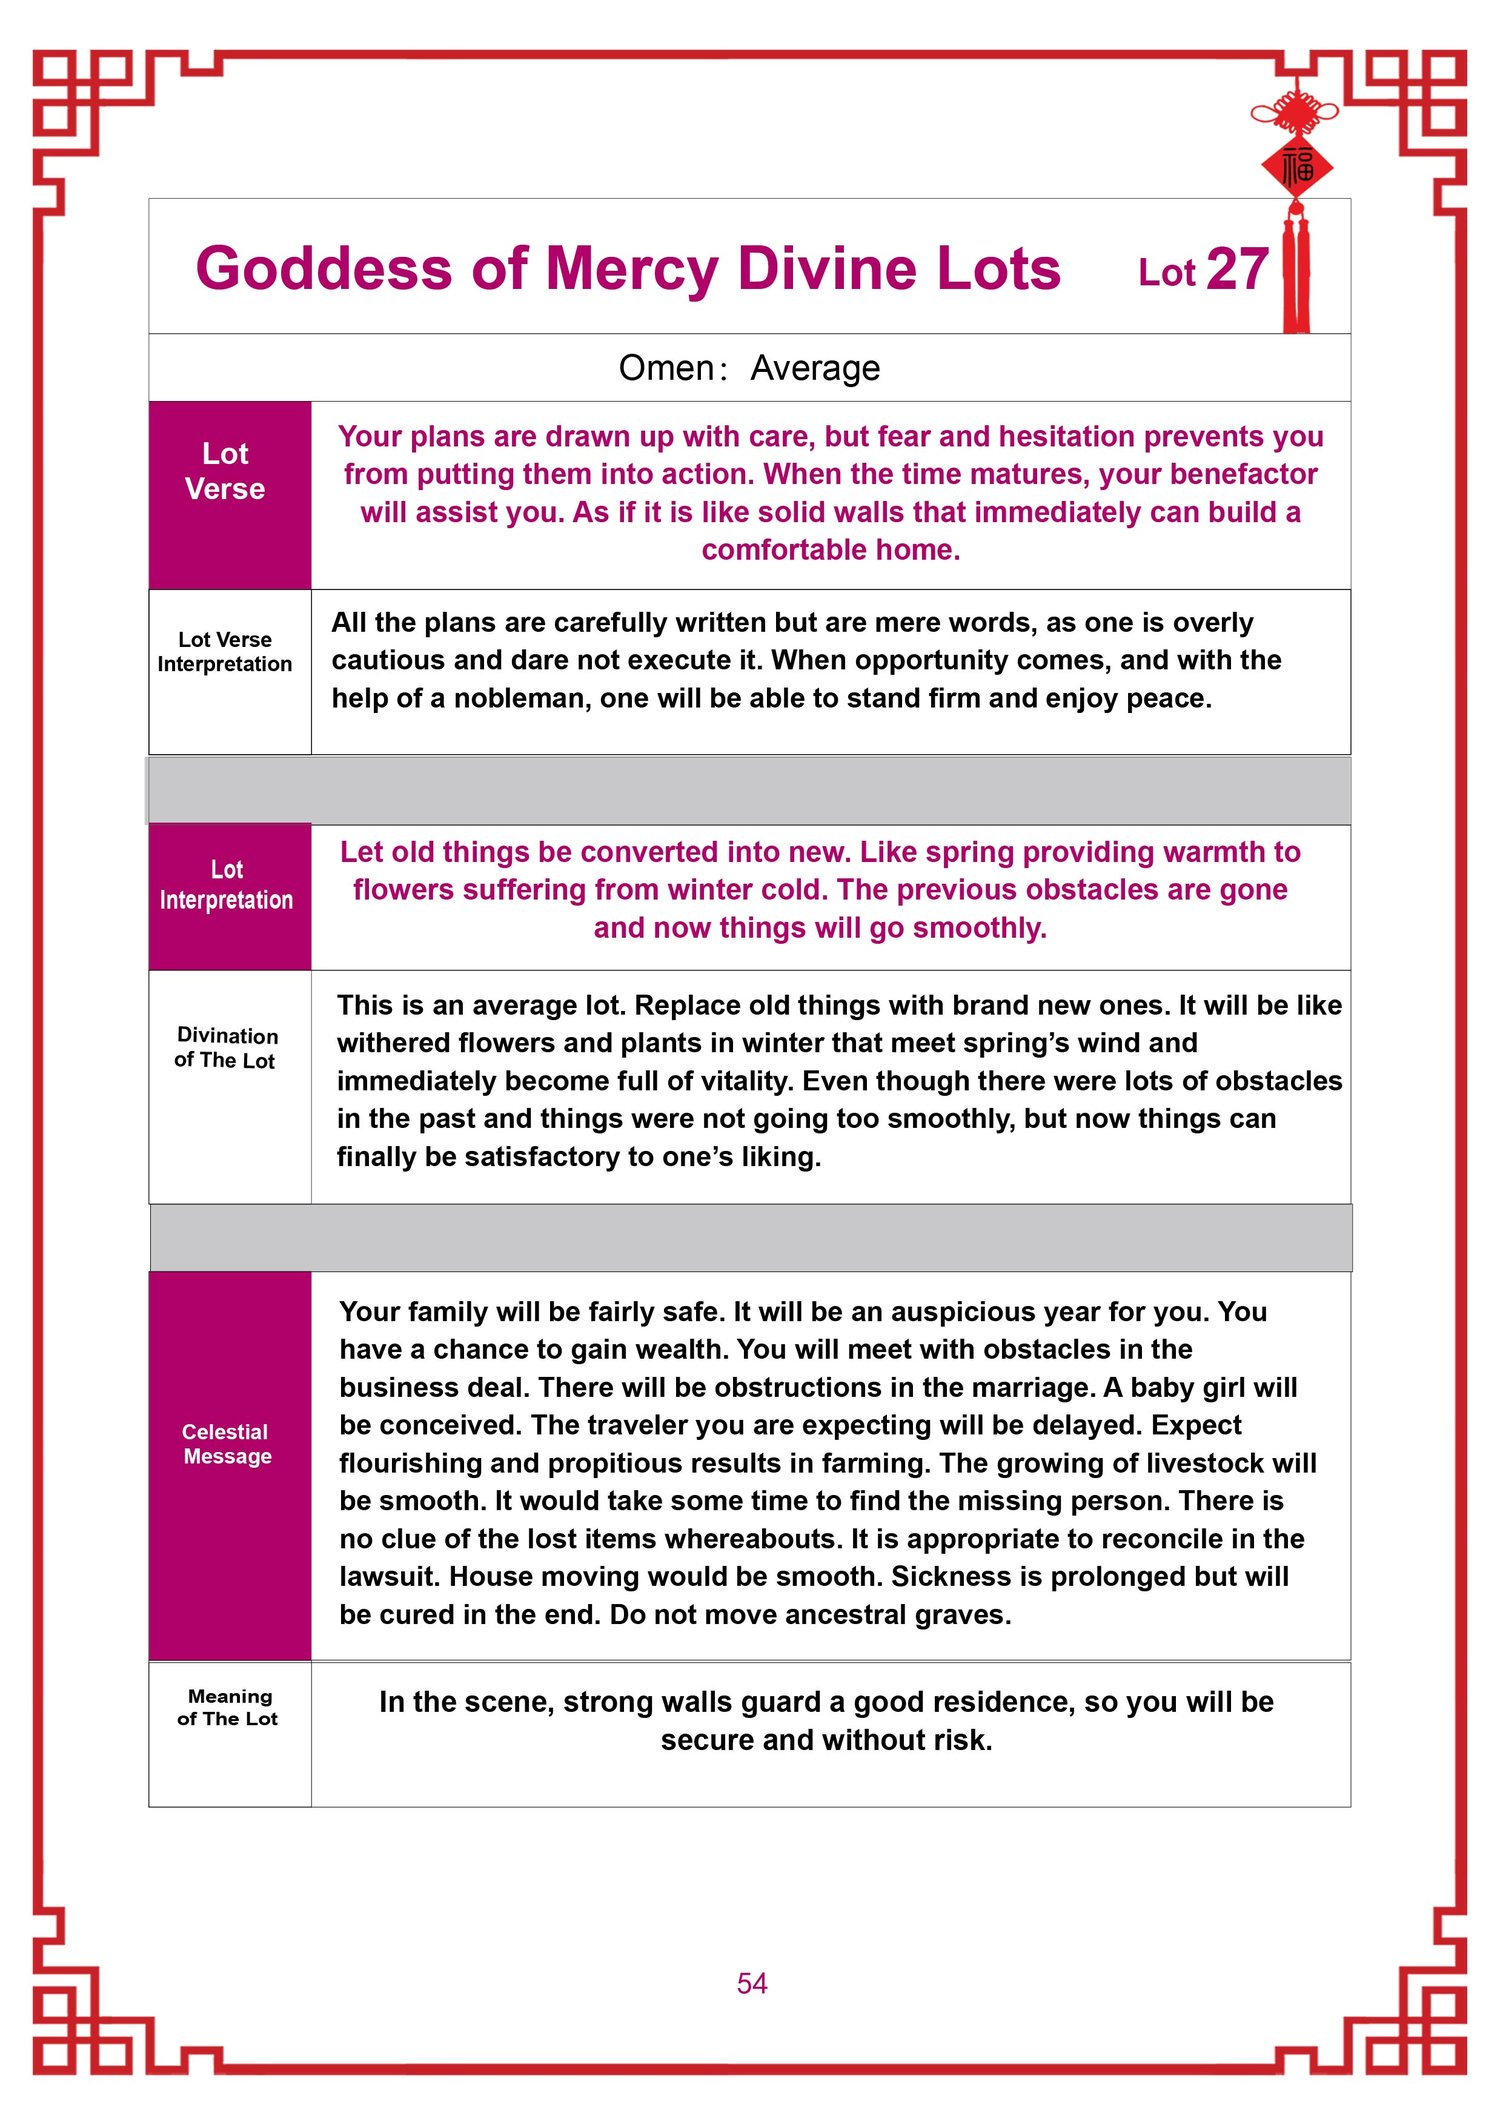 福
Goddess of Mercy Divine Lots Lot 27
Omen： Average
Lot
Verse
Your plans are drawn up with care, but fear and hesitation prevents you
from putting them into action. When the time matures, your benefactor
will assist you. As if it is like solid walls that immediately can build a
comfortable home.
Lot Verse
Interpretation
All the plans are carefully written but are mere words, as one is overly
cautious and dare not execute it. When opportunity comes, and with the
help of a nobleman, one will be able to stand firm and enjoy peace.
Lot
Interpretation
Let old things be converted into new. Like spring providing warmth to
flowers suffering from winter cold. The previous obstacles are gone
and now things will go smoothly.
Divination
of The Lot
This is an average lot. Replace old things with brand new ones. It will be like
withered flowers and plants in winter that meet spring’s wind and
immediately become full of vitality. Even though there were lots of obstacles
in the past and things were not going too smoothly, but now things can
finally be satisfactory to one’s liking.
Celestial
Message
Your family will be fairly safe. It will be an auspicious year for you. You
have a chance to gain wealth. You will meet with obstacles in the
business deal. There will be obstructions in the marriage. A baby girl will
be conceived. The traveler you are expecting will be delayed. Expect
flourishing and propitious results in farming. The growing of livestock will
be smooth. It would take some time to find the missing person. There is
no clue of the lost items whereabouts. It is appropriate to reconcile in the
lawsuit. House moving would be smooth. Sickness is prolonged but will
be cured in the end. Do not move ancestral graves.
Meaning
of The Lot
In the scene, strong walls guard a good residence, so you will be
secure and without risk.
54